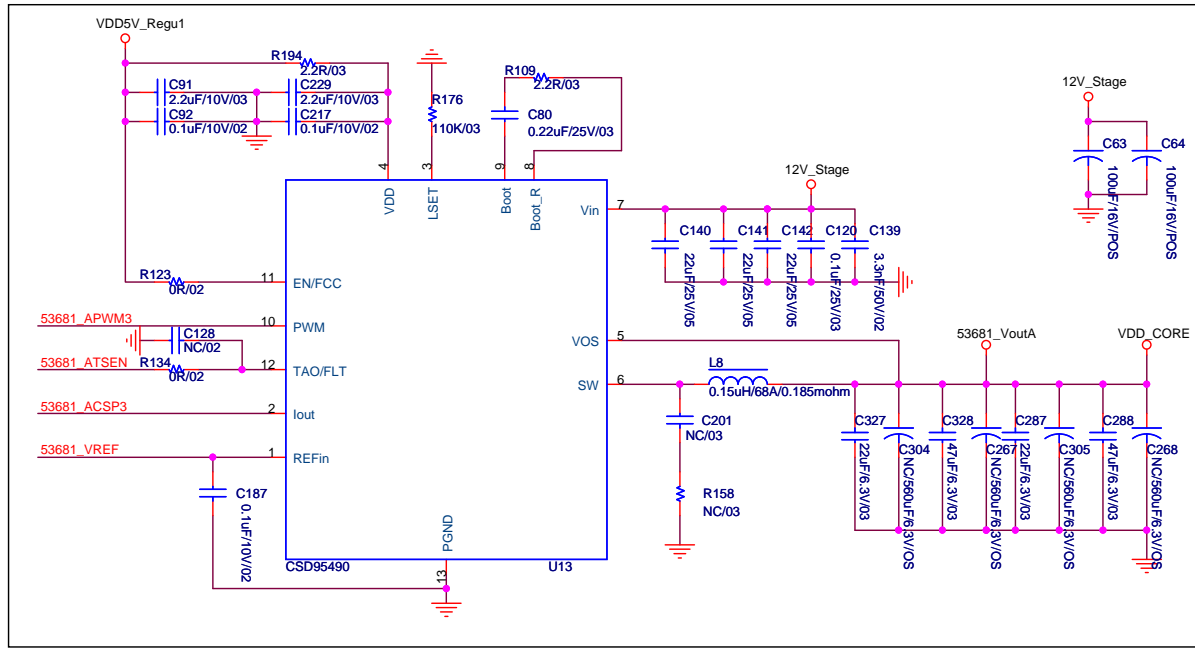 VDD5V_Regu1
R194
2.2R/03
C91
2.2uF/10V/03
C229
2.2uF/10V/03
C92
0.1uF/10V/02
C217
0.1uF/10V/02
R176
110K/03
R109
2.2R/03
C80
0.22uF/25V/03
12V_Stage
C63
100uF/16V/POS
C64
100uF/16V/POS
4
3
9
8
VDD
LSET
Boot
Boot_R
12V_Stage
Vin
7
C140
22uF/25V/05
C141
22uF/25V/05
C142
22uF/25V/05
C120
0.1uF/25V/03
C139
3.3nF/50V/02
R123
0R/02
11
EN/FCC
53681_APWM3
10
PWM
C128
NC/02
53681_ATSEN
R134
0R/02
12
TAO/FLT
53681_ACSP3
2
Iout
53681_VREF
1
REFin
C187
0.1uF/10V/02
VOS
5
SW
6
L8
0.15uH/68A/0.185mohm
53681_VoutA
VDD_CORE
C201
NC/03
R158
NC/03
C327
22uF/6.3V/03
C304
NC/560uF/6.3V/OS
C328
47uF/6.3V/03
C267
NC/560uF/6.3V/OS
C287
22uF/6.3V/03
C305
NC/560uF/6.3V/OS
C288
47uF/6.3V/03
C268
NC/560uF/6.3V/OS
PGND
13
CSD95490
U13